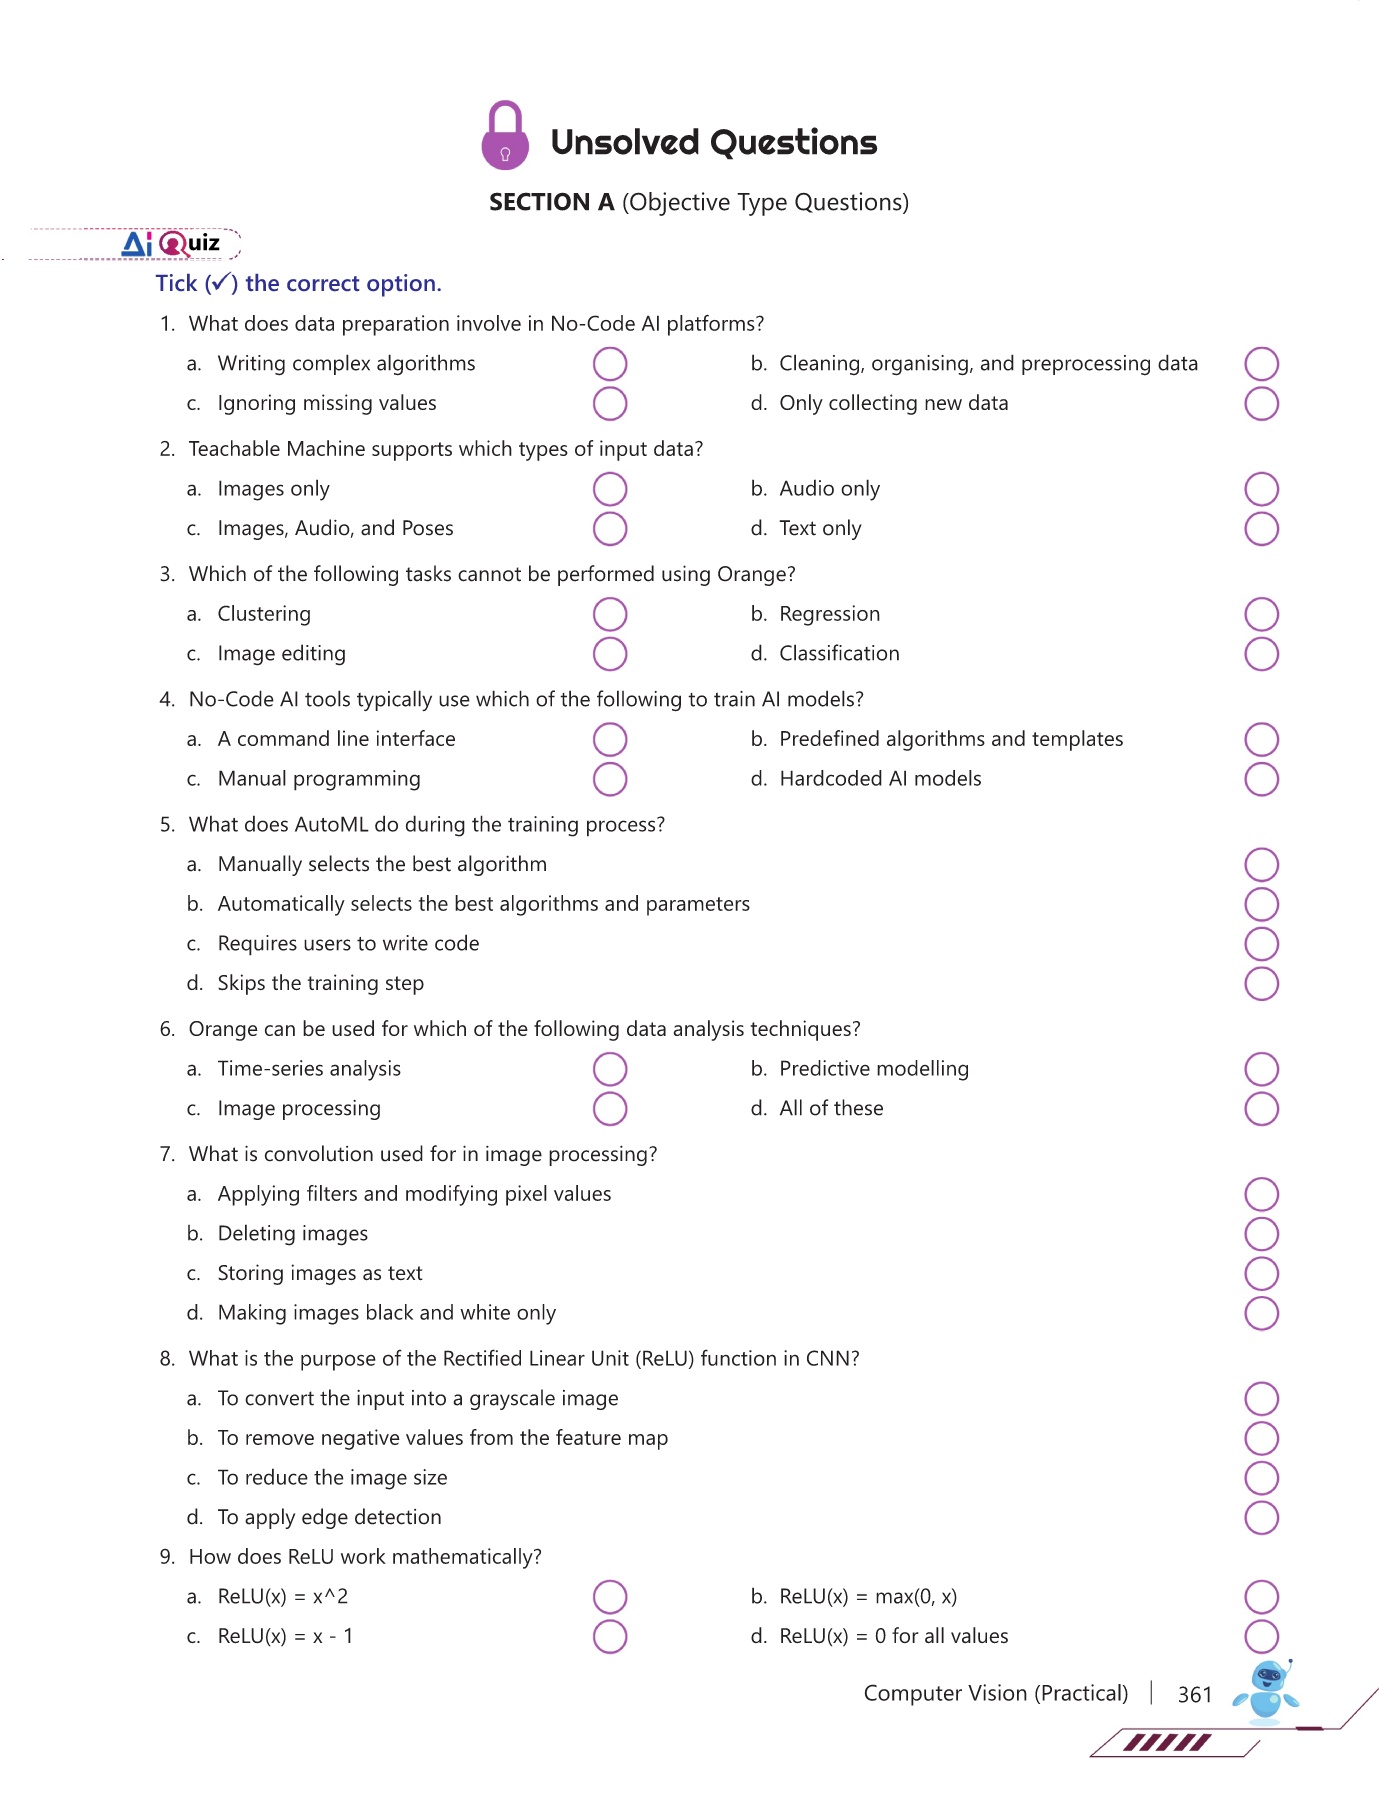 Unsolved Questions
SECTION A (Objective Type Questions)
Ai Quiz
Tick (✓) the correct option.
1. What does data preparation involve in No-Code AI platforms?
a. Writing complex algorithms b. Cleaning, organising, and preprocessing data
c. Ignoring missing values d. Only collecting new data
2. Teachable Machine supports which types of input data?
a. Images only b. Audio only
c. Images, Audio, and Poses d. Text only
3. Which of the following tasks cannot be performed using Orange?
a. Clustering b. Regression
c. Image editing d. Classification
4. No-Code AI tools typically use which of the following to train AI models?
a. A command line interface b. Predefined algorithms and templates
c. Manual programming d. Hardcoded AI models
5. What does AutoML do during the training process?
a. Manually selects the best algorithm
b. Automatically selects the best algorithms and parameters
c. Requires users to write code
d. Skips the training step
6. Orange can be used for which of the following data analysis techniques?
a. Time-series analysis b. Predictive modelling
c. Image processing d. All of these
7. What is convolution used for in image processing?
a. Applying filters and modifying pixel values
b. Deleting images
c. Storing images as text
d. Making images black and white only
8. What is the purpose of the Rectified Linear Unit (ReLU) function in CNN?
a. To convert the input into a grayscale image
b. To remove negative values from the feature map
c. To reduce the image size
d. To apply edge detection
9. How does ReLU work mathematically?
a. ReLU(x) = x^2 b. ReLU(x) = max(0, x)
c. ReLU(x) = x - 1 d. ReLU(x) = 0 for all values
Computer Vision (Practical) | 361